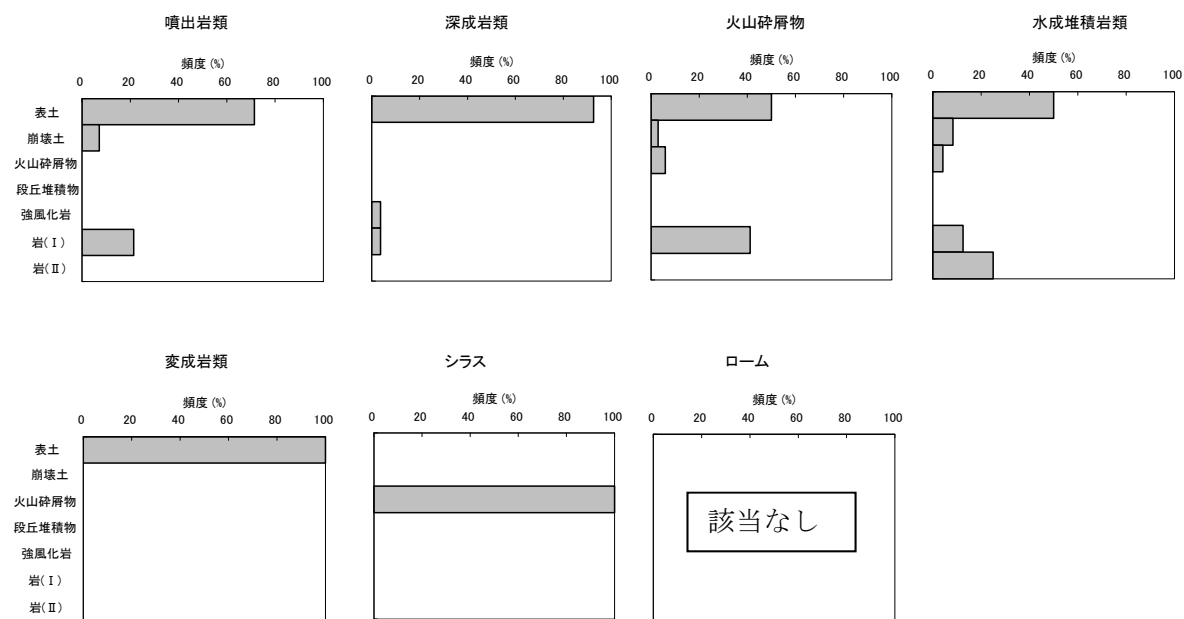 噴出岩類
深成岩類
火山砕屑物
水成堆積岩類
頻度(%)
頻度(%)
頻度(%)
頻度(%)
0 20 40 60 80 100
0 20 40 60 80 100
0 20 40 60 80 100
0 20 40 60 80 100
表土
崩壊土
火山砕屑物
段丘堆積物
強風化岩
岩(Ⅰ)
岩(Ⅱ)
変成岩類
シラス
ローム
頻度(%)
頻度(%)
頻度(%)
0 20 40 60 80 100
0 20 40 60 80 100
0 20 40 60 80 100
表土
崩壊土
火山砕屑物
段丘堆積物
強風化岩
岩(Ⅰ)
岩(Ⅱ)
該当なし